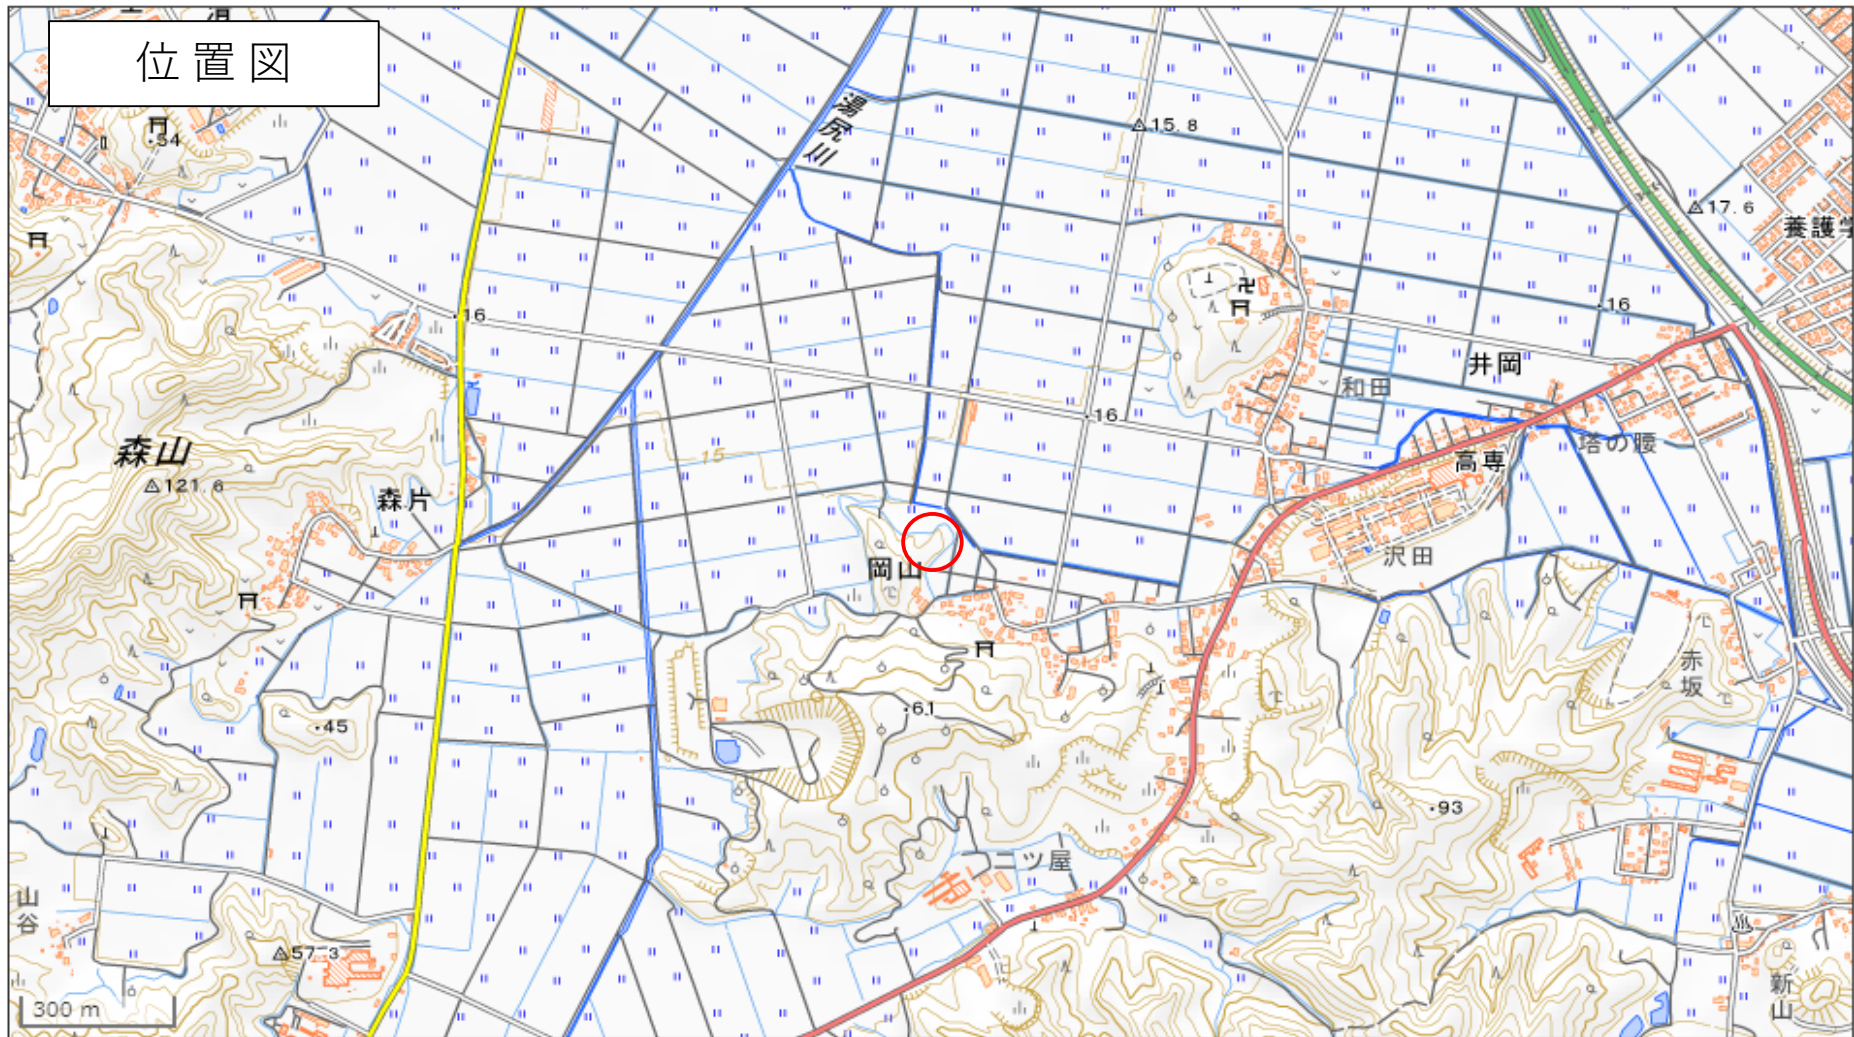 位置図
湯尻川
54
15.8
17.6
養護学
16
16
16
井岡
和田
塔の腰
高専
沢田
森山
121.6
森片
15
岡山
赤坂
61
45
93
二ツ屋
山谷
57.3
新山
300 m